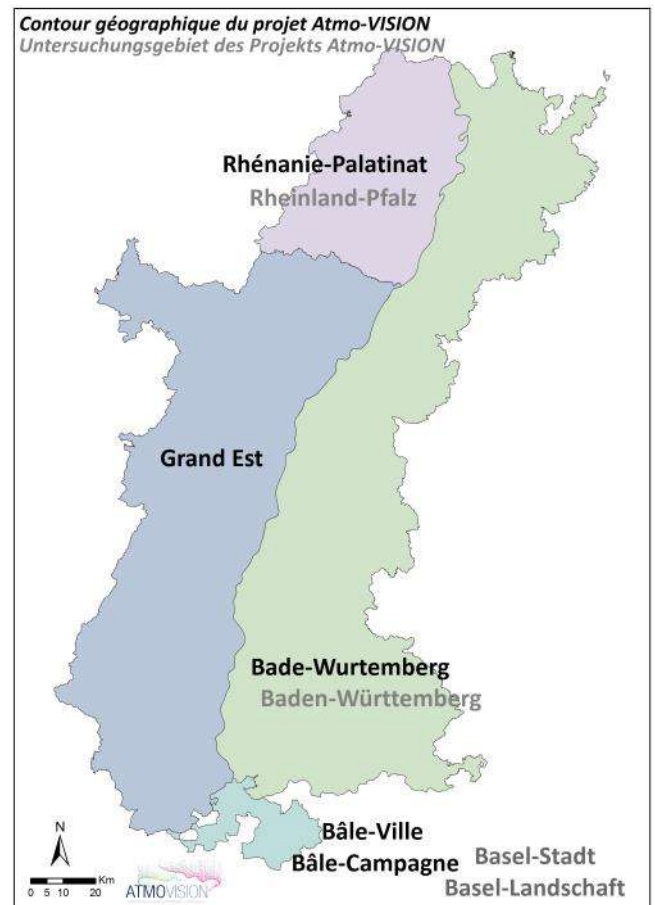 Contour géographique du projet Atmo-VISION
Untersuchungsgebiet des Projekts Atmo-VISION
Rhénanie-Palatinat
Rheinland-Pfalz
Grand Est
Bade-Wurtemberg
Baden-Württemberg
Bâle-Ville
Bâle-Campagne
Basel-Stadt
Basel-Landschaft
N
Km
0 5 10 20
ATMOVISION